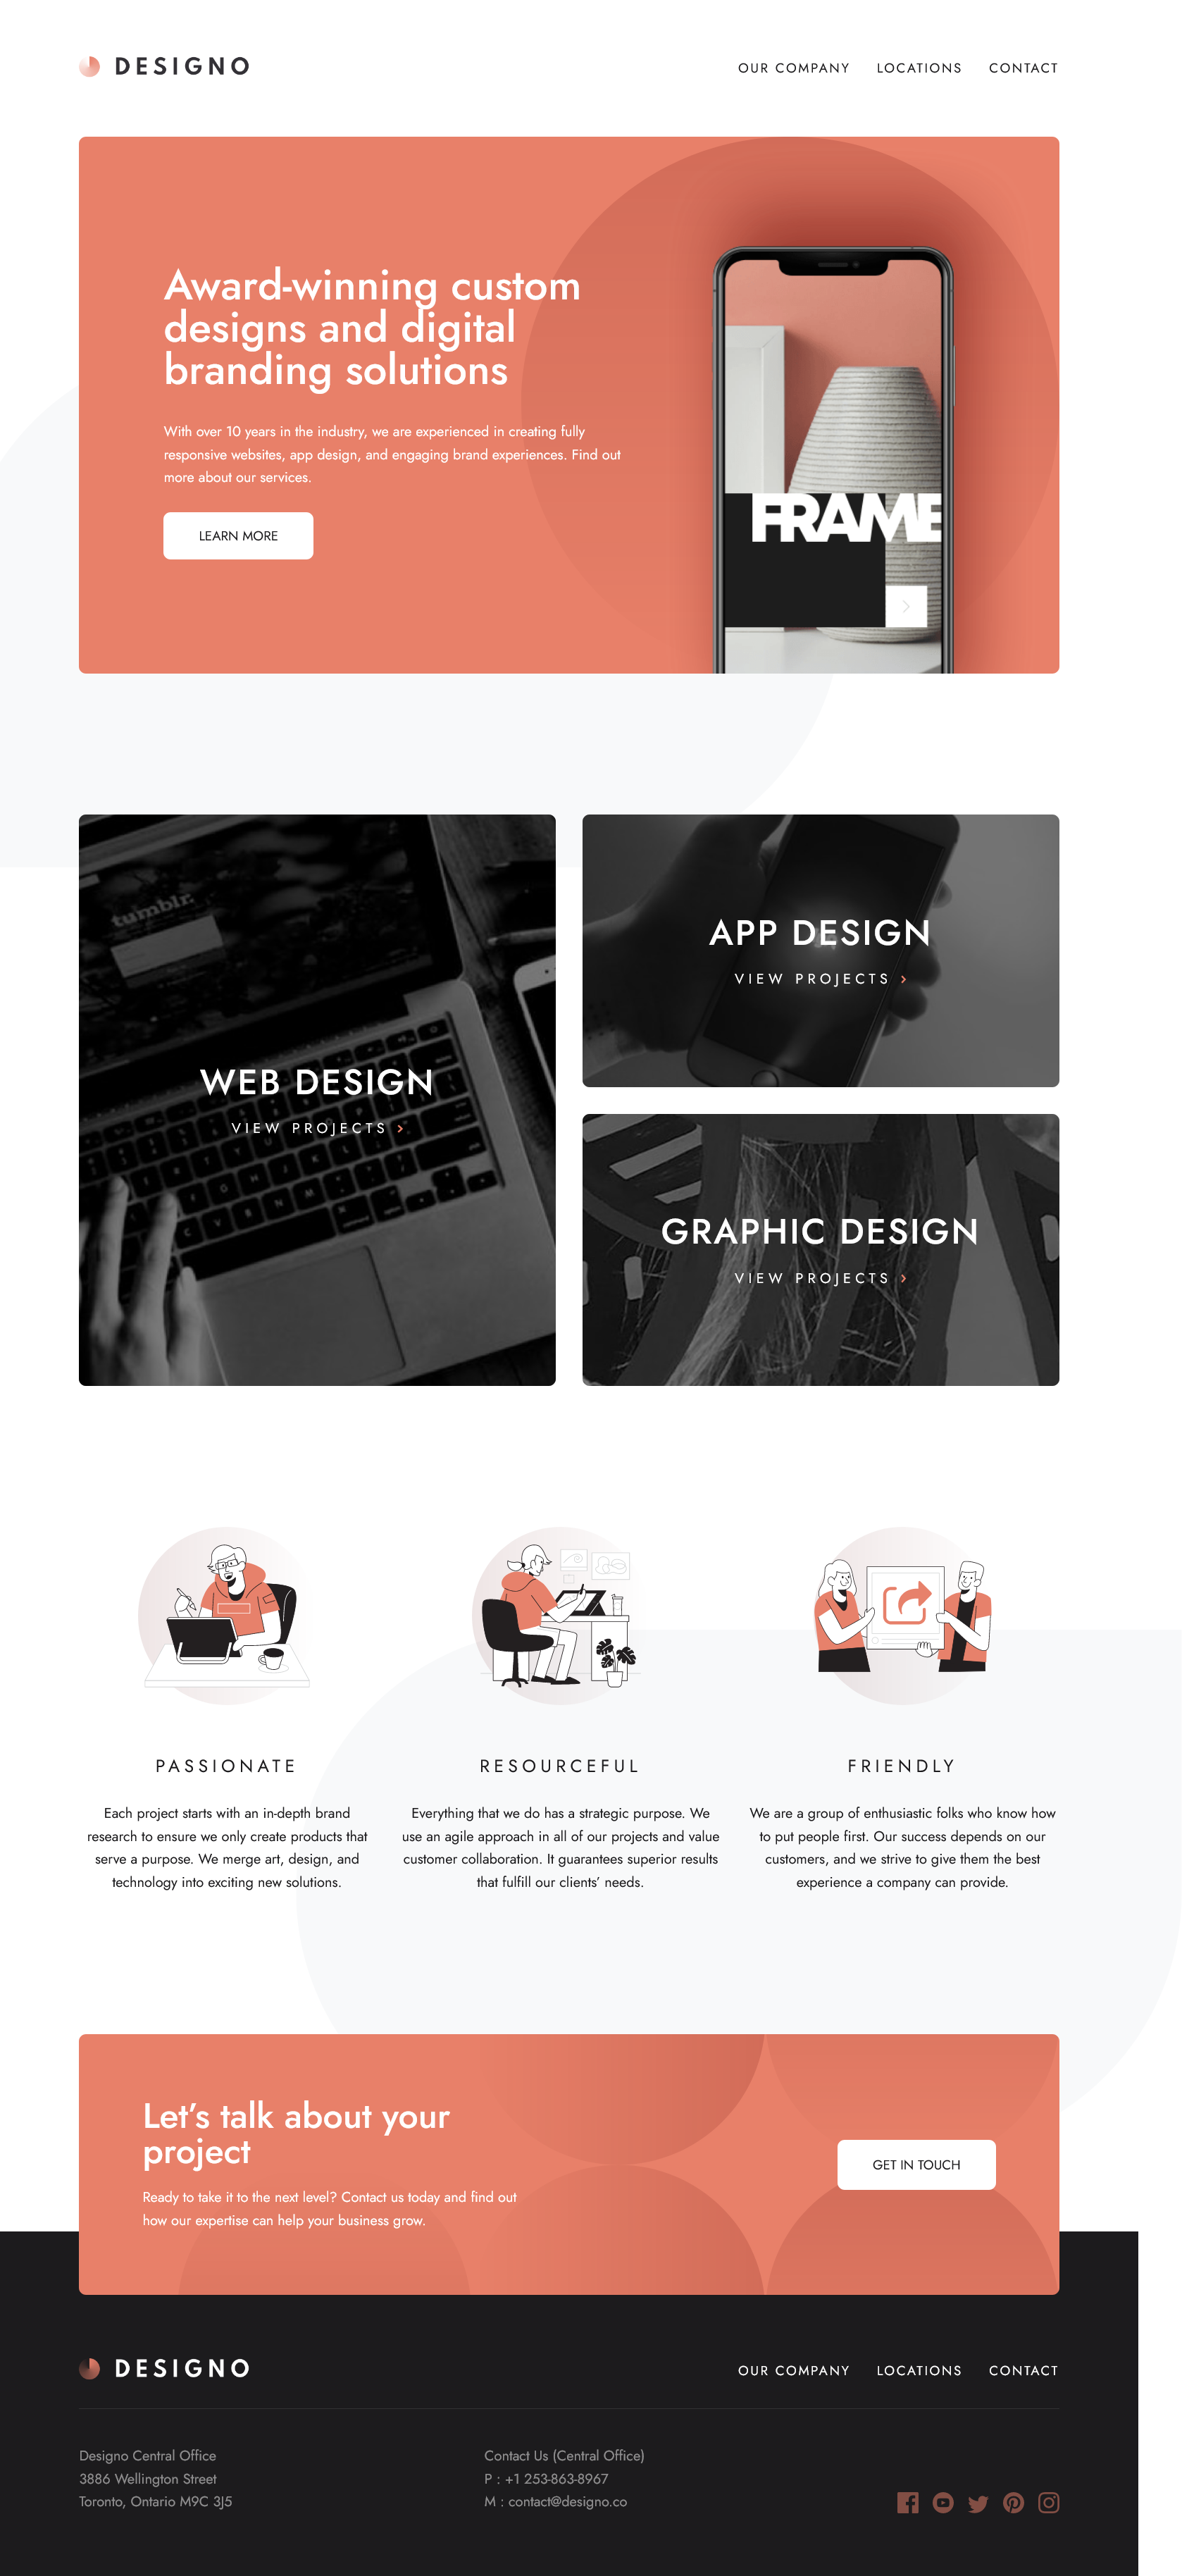 DESIGNO
OUR COMPANY LOCATIONS CONTACT
Award-winning custom
designs and digital
branding solutions
With over 10 years in the industry, we are experienced in creating fully
responsive websites, app design, and engaging brand experiences. Find out
more about our services.
LEARN MORE
FRAME
tumblr.
WEB DESIGN
VIEW PROJECTS
APP DESIGN
VIEW PROJECTS
GRAPHIC DESIGN
VIEW PROJECTS
PASSIONATE
Each project starts with an in-depth brand
research to ensure we only create products that
serve a purpose. We merge art, design, and
technology into exciting new solutions.
RESOURCEFUL
Everything that we do has a strategic purpose. We
use an agile approach in all of our projects and value
customer collaboration. It guarantees superior results
that fulfill our clients’ needs.
FRIENDLY
We are a group of enthusiastic folks who know how
to put people first. Our success depends on our
customers, and we strive to give them the best
experience a company can provide.
Let’s talk about your
project
Ready to take it to the next level? Contact us today and find out
how our expertise can help your business grow.
GET IN TOUCH
DESIGNO
OUR COMPANY LOCATIONS CONTACT
Designo Central Office
3886 Wellington Street
Toronto, Ontario M9C 3J5
Contact Us (Central Office)
P : +1 253-863-8967
M : contact@designo.co